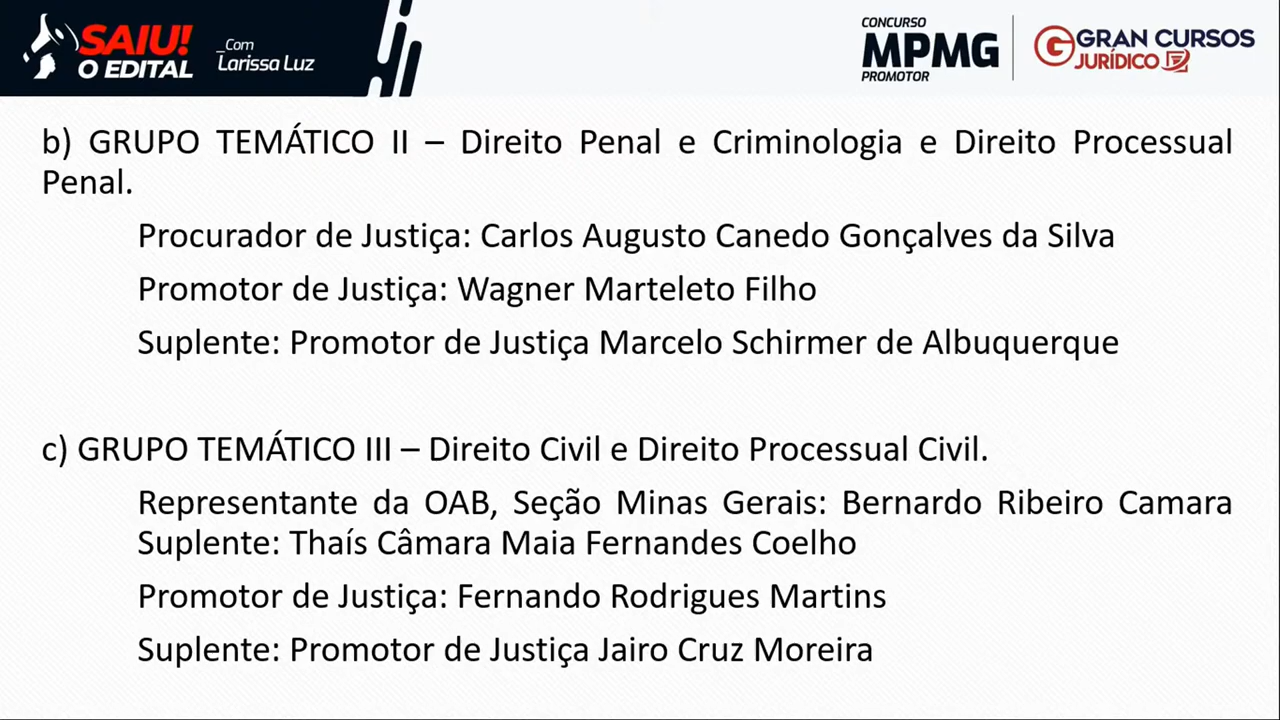 SAIU!
O EDITAL
_Com
Larissa Luz
CONCURSO
MPMG
PROMOTOR
GRAN CURSOS
JURÍDICO
b) GRUPO TEMÁTICO II – Direito Penal e Criminologia e Direito Processual
Penal.
Procurador de Justiça: Carlos Augusto Canedo Gonçalves da Silva
Promotor de Justiça: Wagner Marteleto Filho
Suplente: Promotor de Justiça Marcelo Schirmer de Albuquerque
c) GRUPO TEMÁTICO III – Direito Civil e Direito Processual Civil.
Representante da OAB, Seção Minas Gerais: Bernardo Ribeiro Camara
Suplente: Thaís Câmara Maia Fernandes Coelho
Promotor de Justiça: Fernando Rodrigues Martins
Suplente: Promotor de Justiça Jairo Cruz Moreira